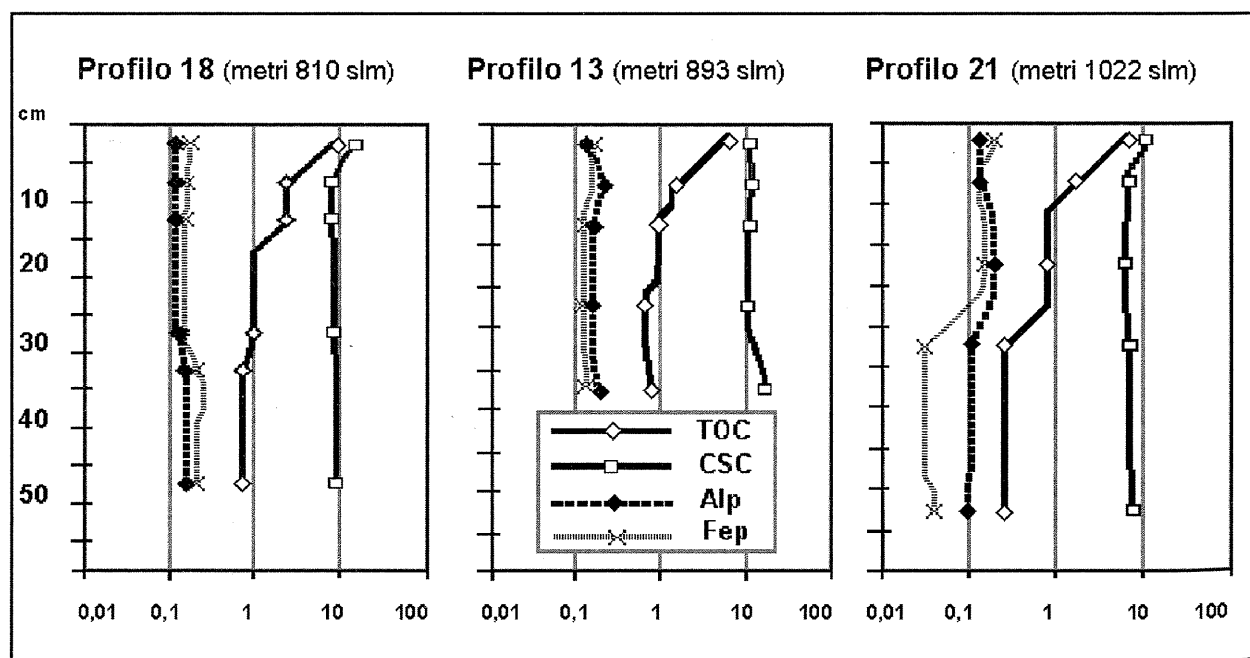 Profilo 18 (metri 810 slm)
Profilo 13 (metri 893 slm)
Profilo 21 (metri 1022 slm)
cm
10
20
30
40
50
TOC
CSC
Alp
Fep
0,01 0,1 1 10 100
0,01 0,1 1 10 100
0,01 0,1 1 10 100